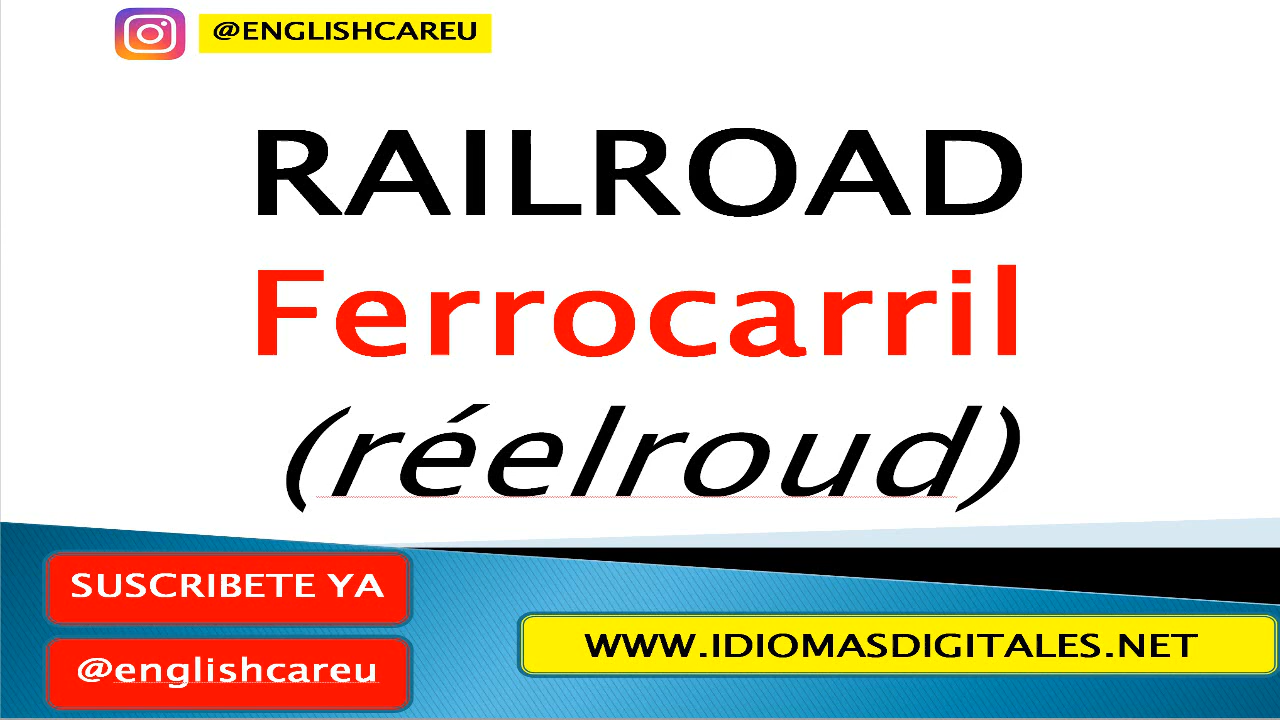 @ENGLISHCAREU
RAILROAD
Ferrocarril
(réelroud)
SUSCRIBETE YA
@englishcareu
WWW.IDIOMASDIGITALES.NET